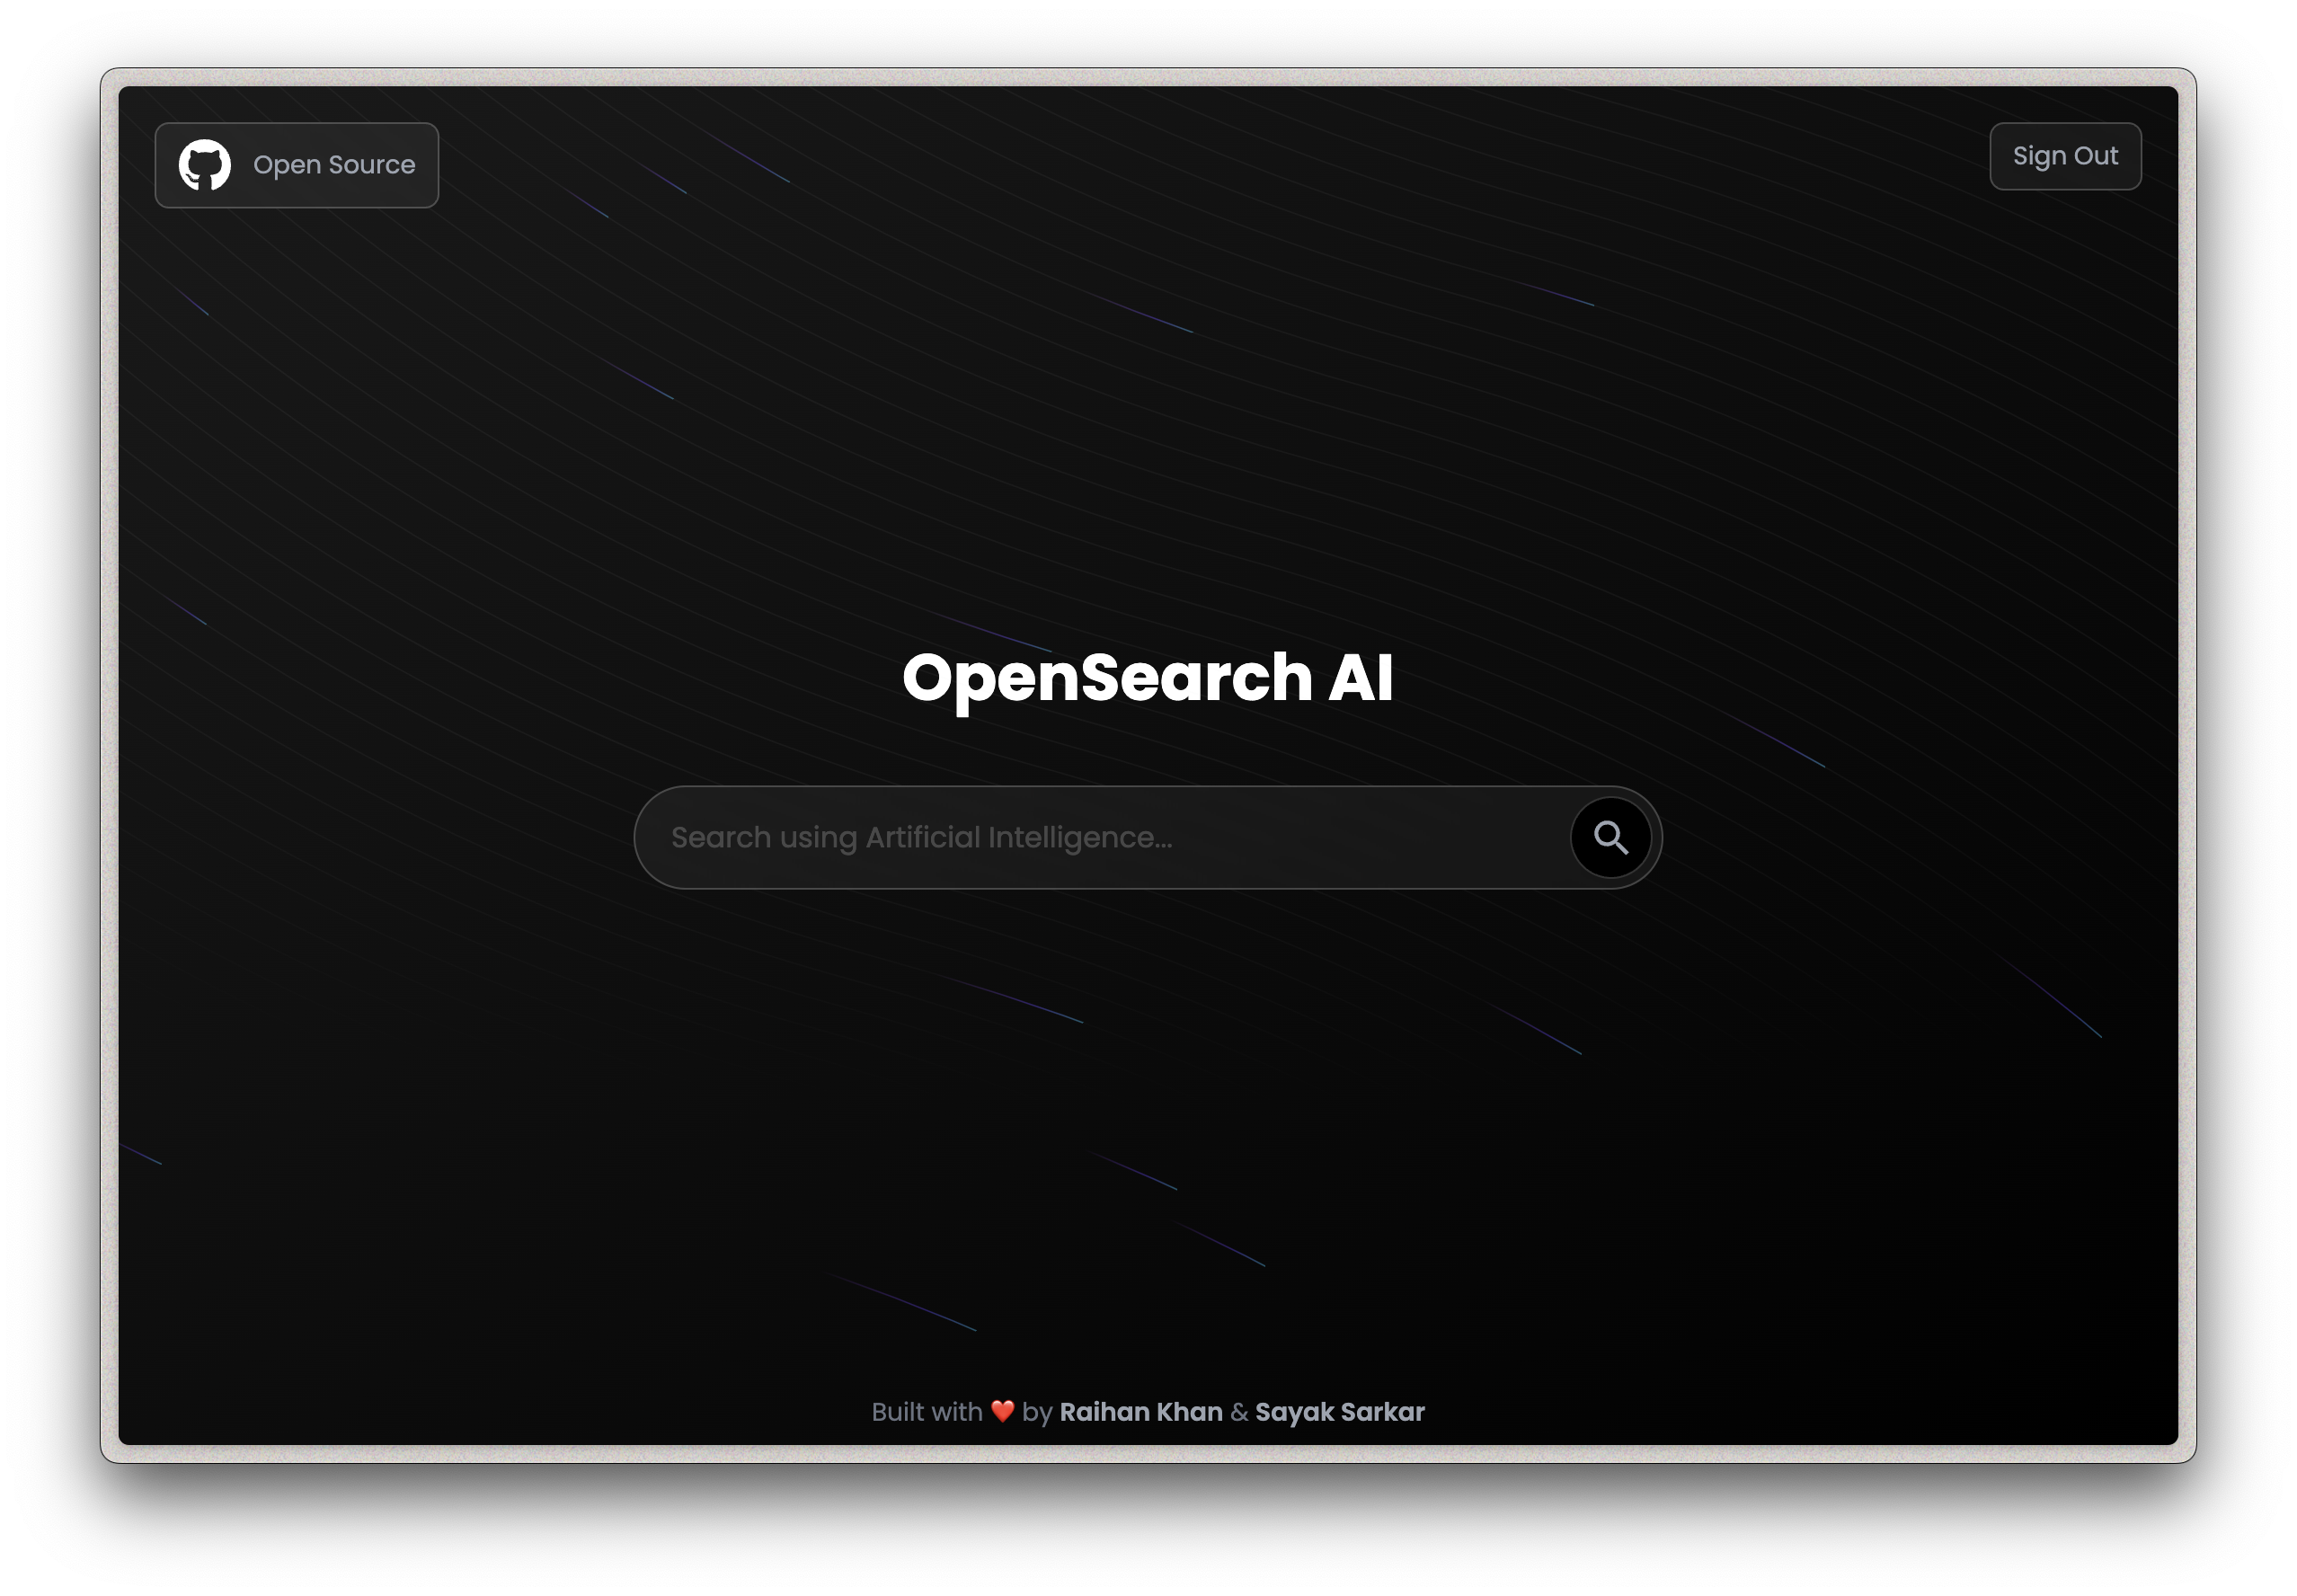 Open Source
Sign Out
OpenSearch AI
Search using Artificial Intelligence...
Built with ❤️ by Raihan Khan & Sayak Sarkar